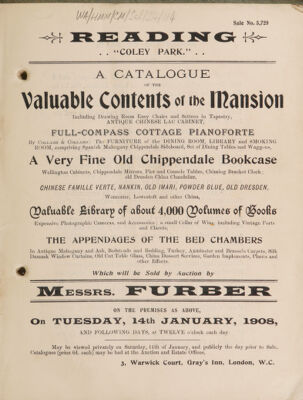 WA/HMM/KM/
Sale No. 5,729
READING
. . "COLEY PARK." . .
A CATALOGUE
OF THE
Valuable Contents of the Mansion
Including Drawing Room Easy Chairs and Settees in Tapestry,
ANTIQUE CHINESE LAC CABINET,
FULL-COMPASS COTTAGE PIANOFORTE
By COLLARD & COLLARD: The FURNITURE of the DINING ROOM, LIBRARY and SMOKING
ROOM, comprising Spanish Mahogany Chippendale Sideboard, Set of Dining Tables and Waggons,
A Very Fine Old Chippendale Bookcase
Wellington Cabinets, Chippendale Mirrors, Pier and Console Tables, Chiming Bracket Clock;
old Dresden China Chandelier,
CHINESE FAMILLE VERTE, NANKIN, OLD IMARI, POWDER BLUE, OLD DRESDEN,
Worcester, Lowestoft and other China,
Valuable Library of about 4,000 Volumes of Books
Expensive Photographic Cameras, and Accessories; a small Cellar of Wine, including Vintage Ports
and Clarets,
THE APPENDAGES OF THE BED CHAMBERS
In Antique Mahogany and Ash, Bedsteads and Bedding, Turkey, Axminster and Brussels Carpets, Silk
Damask Window Curtains, Old Cut Table Glass, China Dessert Services, Garden Implements, Plants and
other Effects.
Which will be Sold by Auction by
MESSRS. FURBER
ON THE PREMISES AS ABOVE,
On TUESDAY, 14th JANUARY, 1908,
AND FOLLOWING DAYS, at TWELVE o'clock each day.
May be viewed privately on Saturday, 11th of January, and publicly the day prior to Sale.
Catalogues (price 6d. each) may be had at the Auction and Estate Offices,
3, Warwick Court, Gray's Inn, London, W.C.